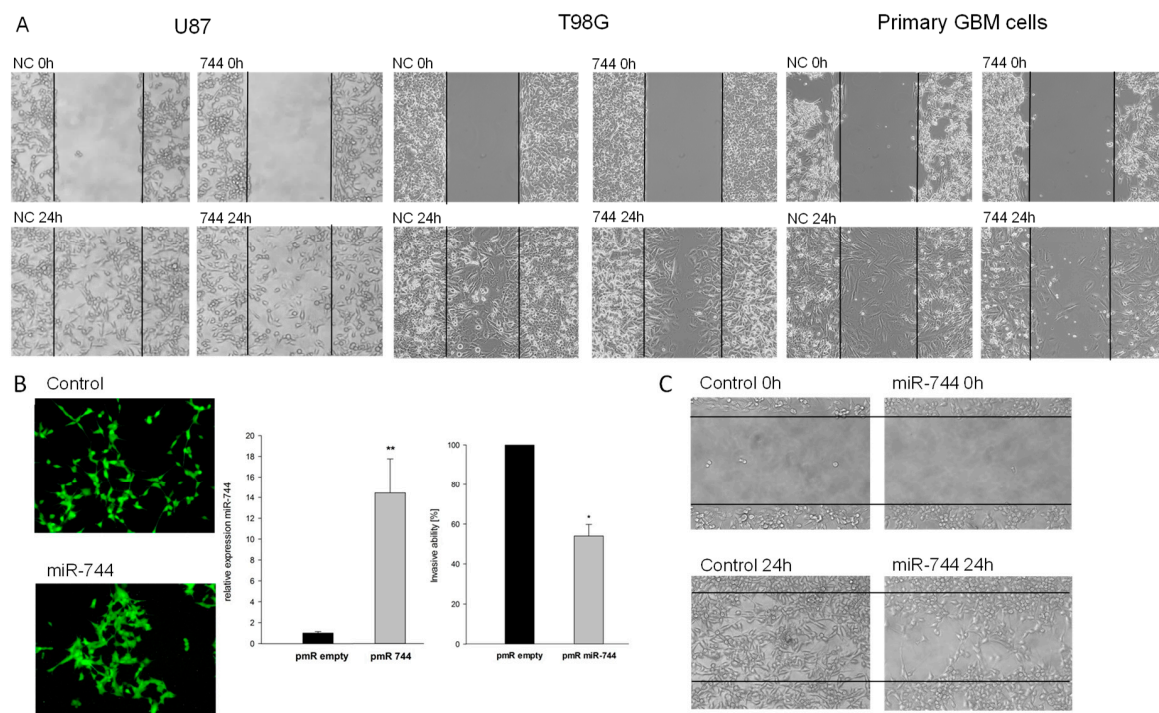 A
U87
T98G
Primary GBM cells
NC 0h
744 0h
NC 0h
744 0h
NC 0h
744 0h
NC 24h
744 24h
NC 24h
744 24h
NC 24h
744 24h
B
Control
miR-744
relative expression miR-744
20
18
16
14
12
10
8
6
4
2
0
**
pmR empty
pmR 744
Invasive ability [%]
100
80
60
40
20
0
*
pmR empty
pmR miR-744
C
Control 0h
miR-744 0h
Control 24h
miR-744 24h